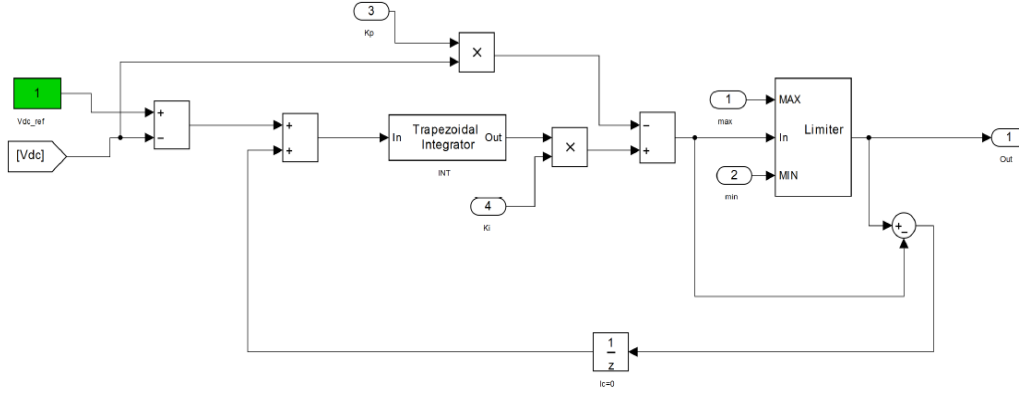 3
Kp
×
1
Vdc_ref
+
−
[Vdc]
+
+
In
Trapezoidal
Integrator
Out
INT
×
4
Ki
−
+
1
max
2
min
MAX
In
MIN
Limiter
1
Out
+
−
1
z
Ic=0